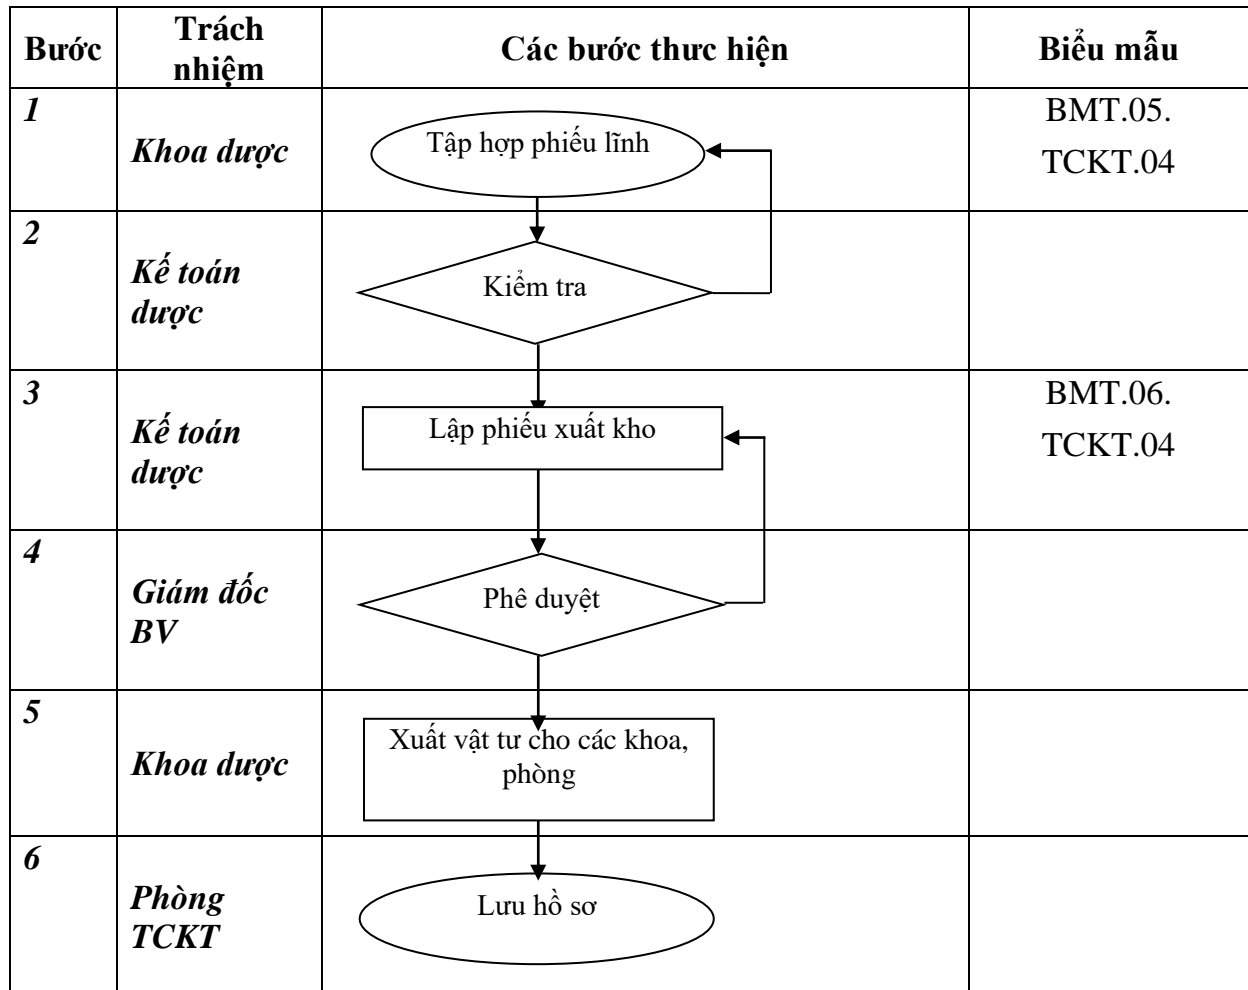 Bước
Trách
nhiệm
Các bước thưc hiện
Biểu mẫu
1
Khoa dược
Tập hợp phiếu lĩnh
BMT.05.
TCKT.04
2
Kế toán
dược
Kiểm tra
3
Kế toán
dược
Lập phiếu xuất kho
BMT.06.
TCKT.04
4
Giám đốc
BV
Phê duyệt
5
Khoa dược
Xuất vật tư cho các khoa,
phòng
6
Phòng
TCKT
Lưu hồ sơ